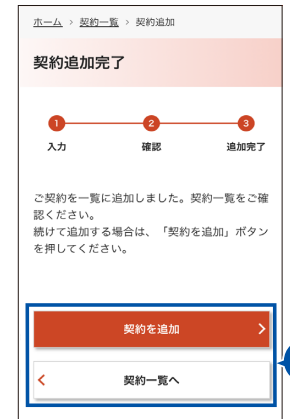 ホーム > 契約一覧 > 契約追加
契約追加完了
1 2 3
入力 確認 追加完了
ご契約を一覧に追加しました。契約一覧をご確
認ください。
続けて追加する場合は、「契約を追加」ボタン
を押してください。
契約を追加 >
< 契約一覧へ